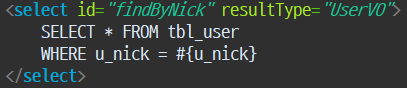 <select id="findByNick" resultType="UserVO">
SELECT * FROM tbl_user
WHERE u_nick = #{u_nick}
</select>